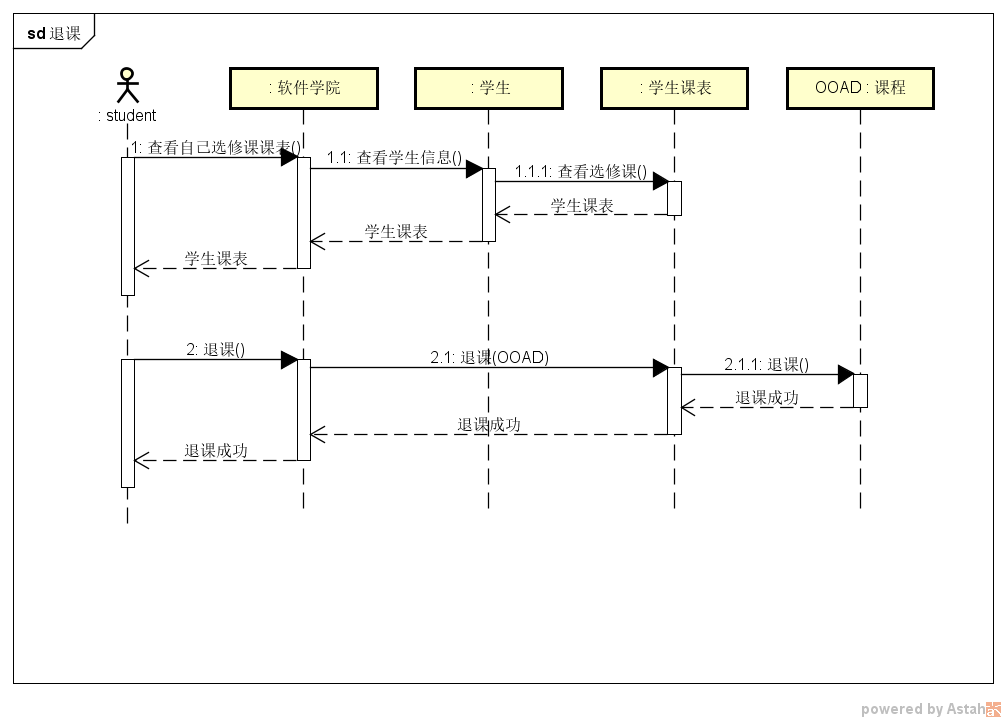 sd 退课
: student
: 软件学院
: 学生
: 学生课表
OOAD : 课程
1: 查看自己选修课课表()
1.1: 查看学生信息()
1.1.1: 查看选修课()
学生课表
学生课表
学生课表
2: 退课()
2.1: 退课(OOAD)
2.1.1: 退课()
退课成功
退课成功
退课成功
powered by Astah